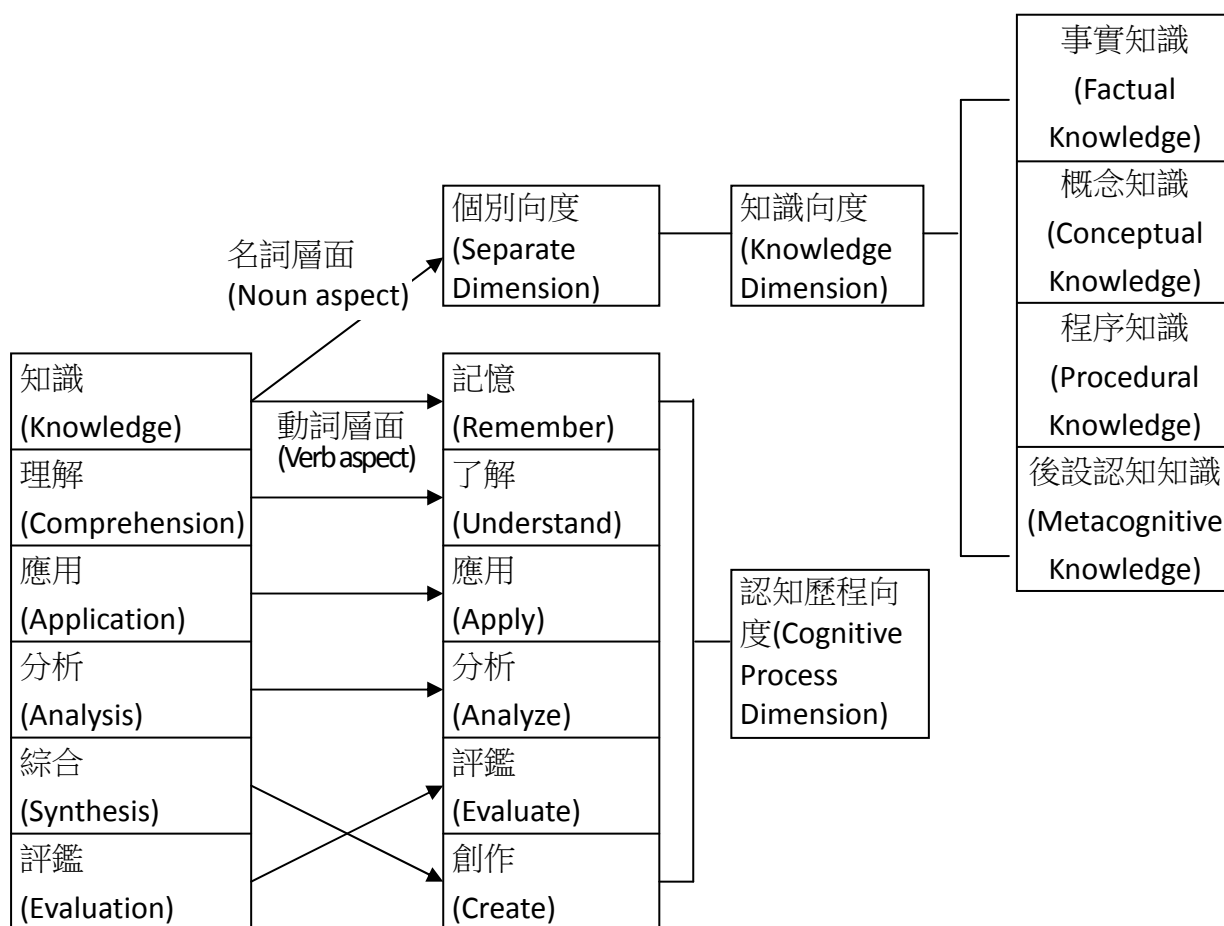 事實知識
(Factual
Knowledge)
概念知識
(Conceptual
Knowledge)
程序知識
(Procedural
Knowledge)
後設認知知識
(Metacognitive
Knowledge)
個別向度
(Separate
Dimension)
知識向度
(Knowledge
Dimension)
名詞層面
(Noun aspect)
動詞層面
(Verb aspect)
知識
(Knowledge)
理解
(Comprehension)
應用
(Application)
分析
(Analysis)
綜合
(Synthesis)
評鑑
(Evaluation)
記憶
(Remember)
了解
(Understand)
應用
(Apply)
分析
(Analyze)
評鑑
(Evaluate)
創作
(Create)
認知歷程向
度(Cognitive
Process
Dimension)